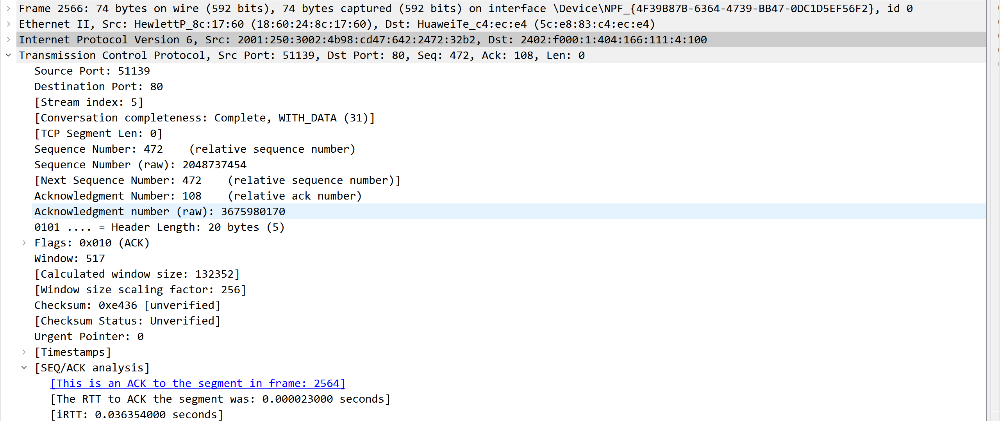 Frame 2566: 74 bytes on wire (592 bits), 74 bytes captured (592 bits) on interface \Device\NPF_{4F39B87B-6364-4739-BB47-0DC1D5EF56F2}, id 0
Ethernet II, Src: HewlettP_8c:17:60 (18:60:24:8c:17:60), Dst: HuaweiTe_c4:ec:e4 (5c:e8:83:c4:ec:e4)
Internet Protocol Version 6, Src: 2001:250:3002:4b98:cd47:642:2472:32b2, Dst: 2402:f000:1:404:166:111:4:100
Transmission Control Protocol, Src Port: 51139, Dst Port: 80, Seq: 472, Ack: 108, Len: 0
Source Port: 51139
Destination Port: 80
[Stream index: 5]
[Conversation completeness: Complete, WITH_DATA (31)]
[TCP Segment Len: 0]
Sequence Number: 472    (relative sequence number)
Sequence Number (raw): 2048737454
[Next Sequence Number: 472    (relative sequence number)]
Acknowledgment Number: 108    (relative ack number)
Acknowledgment number (raw): 3675980170
0101 .... = Header Length: 20 bytes (5)
Flags: 0x010 (ACK)
Window: 517
[Calculated window size: 132352]
[Window size scaling factor: 256]
Checksum: 0xe436 [unverified]
[Checksum Status: Unverified]
Urgent Pointer: 0
[Timestamps]
[SEQ/ACK analysis]
[This is an ACK to the segment in frame: 2564]
[The RTT to ACK the segment was: 0.000023000 seconds]
[iRTT: 0.036354000 seconds]